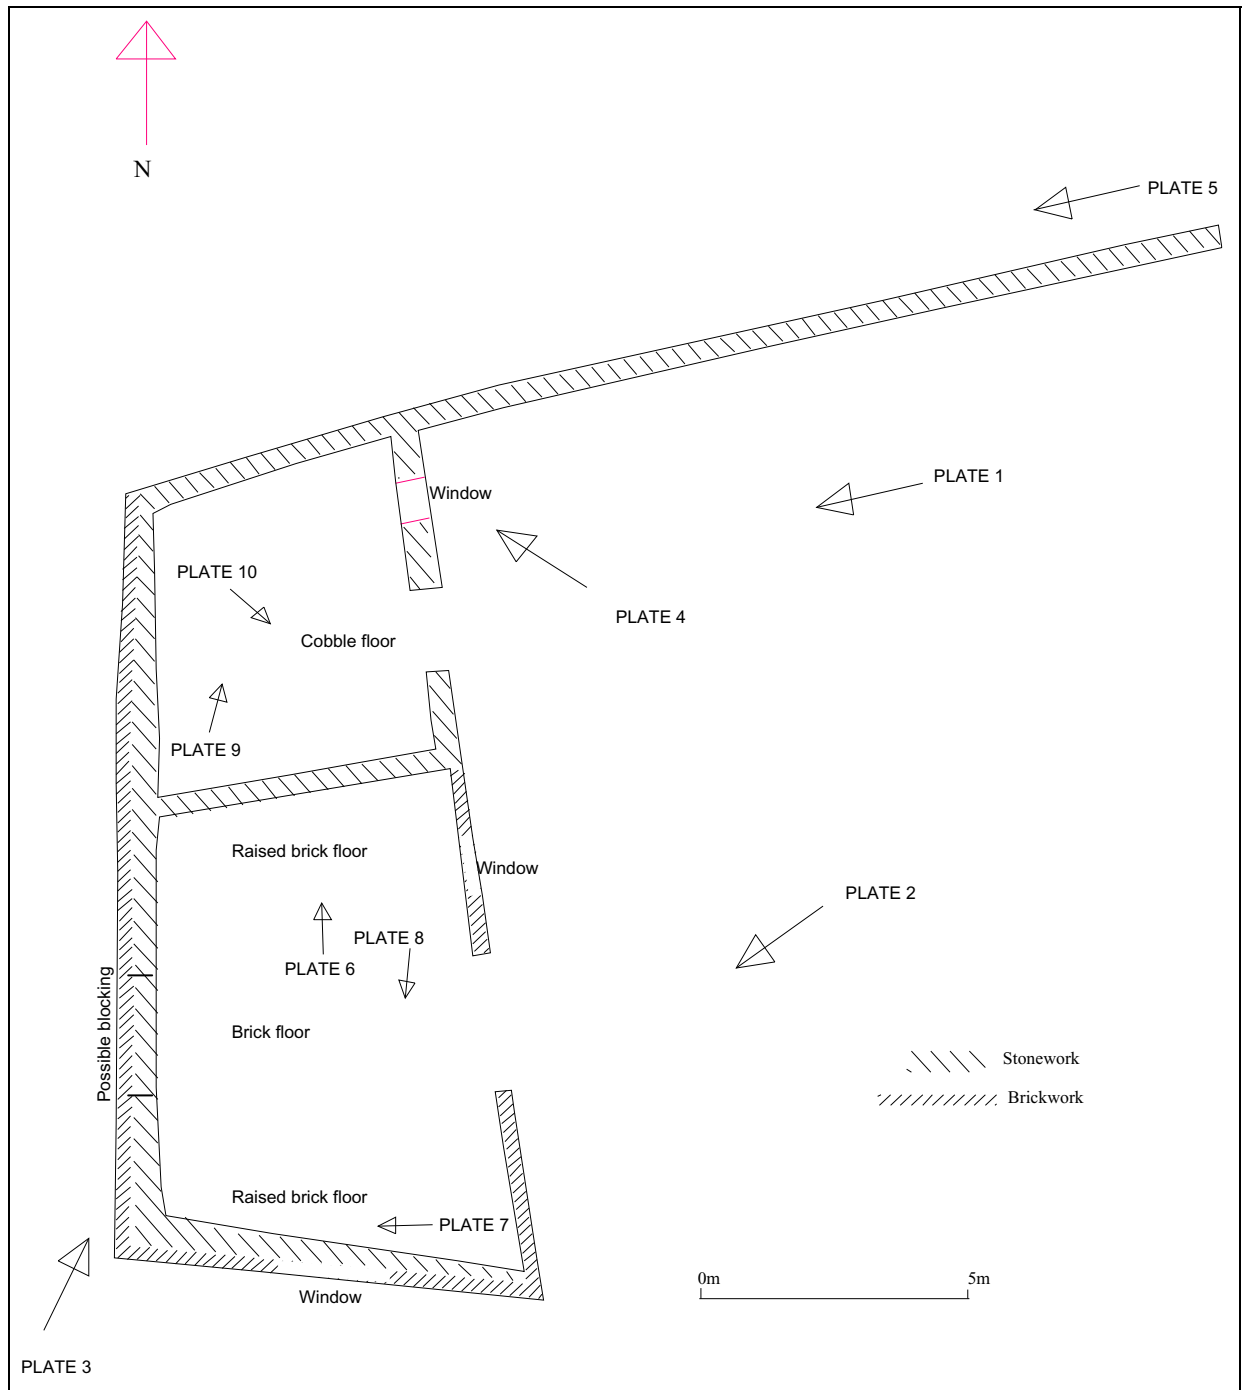 N
PLATE 5
Window
PLATE 1
PLATE 10
PLATE 4
Cobble floor
PLATE 9
Raised brick floor
Window
PLATE 2
PLATE 8
PLATE 6
Possible blocking
Brick floor
Stonework
Brickwork
Raised brick floor
PLATE 7
0m 5m
Window
PLATE 3